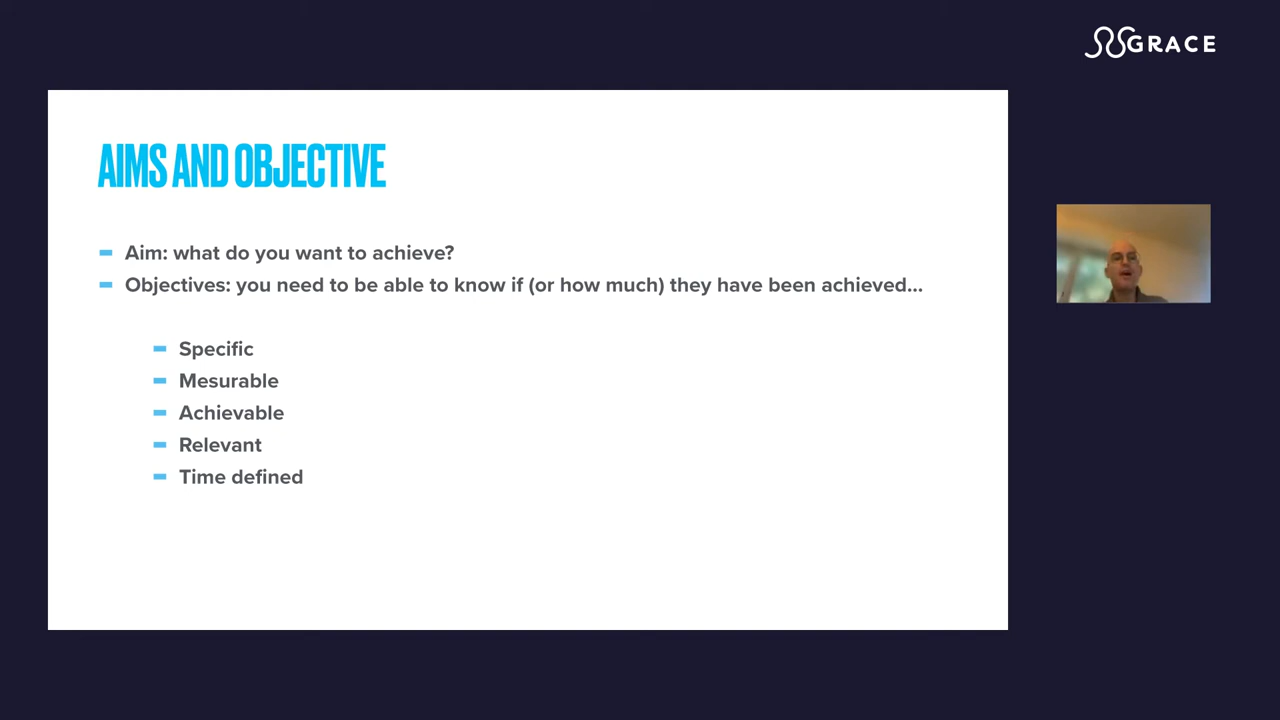 GRACE
AIMS AND OBJECTIVE
Aim: what do you want to achieve?
Objectives: you need to be able to know if (or how much) they have been achieved...
Specific
Mesurable
Achievable
Relevant
Time defined